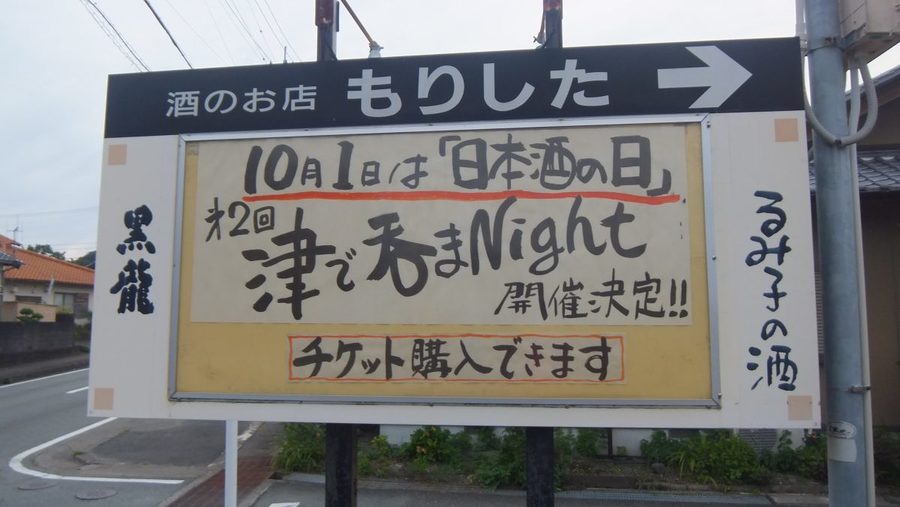 酒のお店 もりした →
10月1日は「日本酒の日」
オ2回
津で呑まNight
開催決定!!
チケット購入できます
黒龍
るみ子の酒